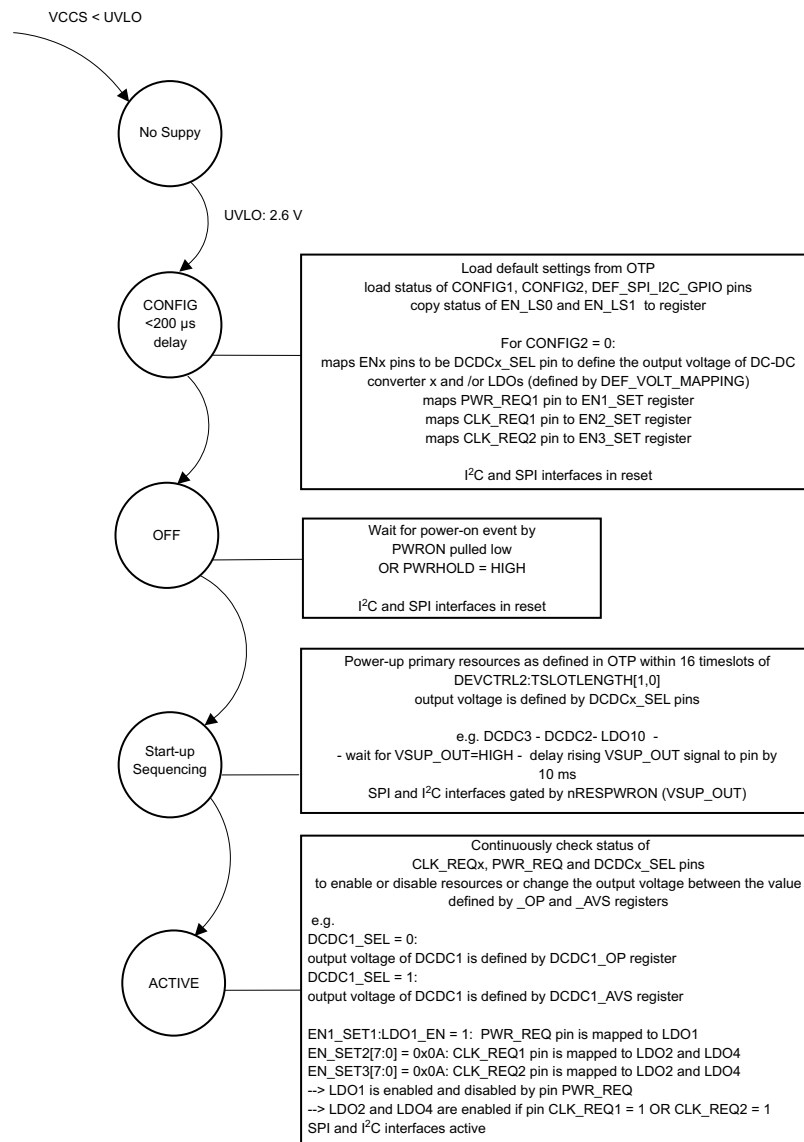 VCCS < UVLO
No Suppy
UVLO: 2.6 V
CONFIG
<200 µs
delay
Load default settings from OTP
load status of CONFIG1, CONFIG2, DEF_SPI_I2C_GPIO pins
copy status of EN_LS0 and EN_LS1 to register
For CONFIG2 = 0:
maps ENx pins to be DCDCx_SEL pin to define the output voltage of DC-DC
converter x and /or LDOs (defined by DEF_VOLT_MAPPING)
maps PWR_REQ1 pin to EN1_SET register
maps CLK_REQ1 pin to EN2_SET register
maps CLK_REQ2 pin to EN3_SET register
I²C and SPI interfaces in reset
OFF
Wait for power-on event by
PWRON pulled low
OR PWRHOLD = HIGH
I²C and SPI interfaces in reset
Start-up
Sequencing
Power-up primary resources as defined in OTP within 16 timeslots of
DEVCTRL2:TSLOTLENGTH[1,0]
output voltage is defined by DCDCx_SEL pins
e.g. DCDC3 - DCDC2- LDO10 -
- wait for VSUP_OUT=HIGH - delay rising VSUP_OUT signal to pin by
10 ms
SPI and I²C interfaces gated by nRESPWRON (VSUP_OUT)
ACTIVE
Continuously check status of
CLK_REQx, PWR_REQ and DCDCx_SEL pins
to enable or disable resources or change the output voltage between the value
defined by _OP and _AVS registers
e.g.
DCDC1_SEL = 0:
output voltage of DCDC1 is defined by DCDC1_OP register
DCDC1_SEL = 1:
output voltage of DCDC1 is defined by DCDC1_AVS register
EN1_SET1:LDO1_EN = 1: PWR_REQ pin is mapped to LDO1
EN_SET2[7:0] = 0x0A: CLK_REQ1 pin is mapped to LDO2 and LDO4
EN_SET3[7:0] = 0x0A: CLK_REQ2 pin is mapped to LDO2 and LDO4
--> LDO1 is enabled and disabled by pin PWR_REQ
--> LDO2 and LDO4 are enabled if pin CLK_REQ1 = 1 OR CLK_REQ2 = 1
SPI and I²C interfaces active